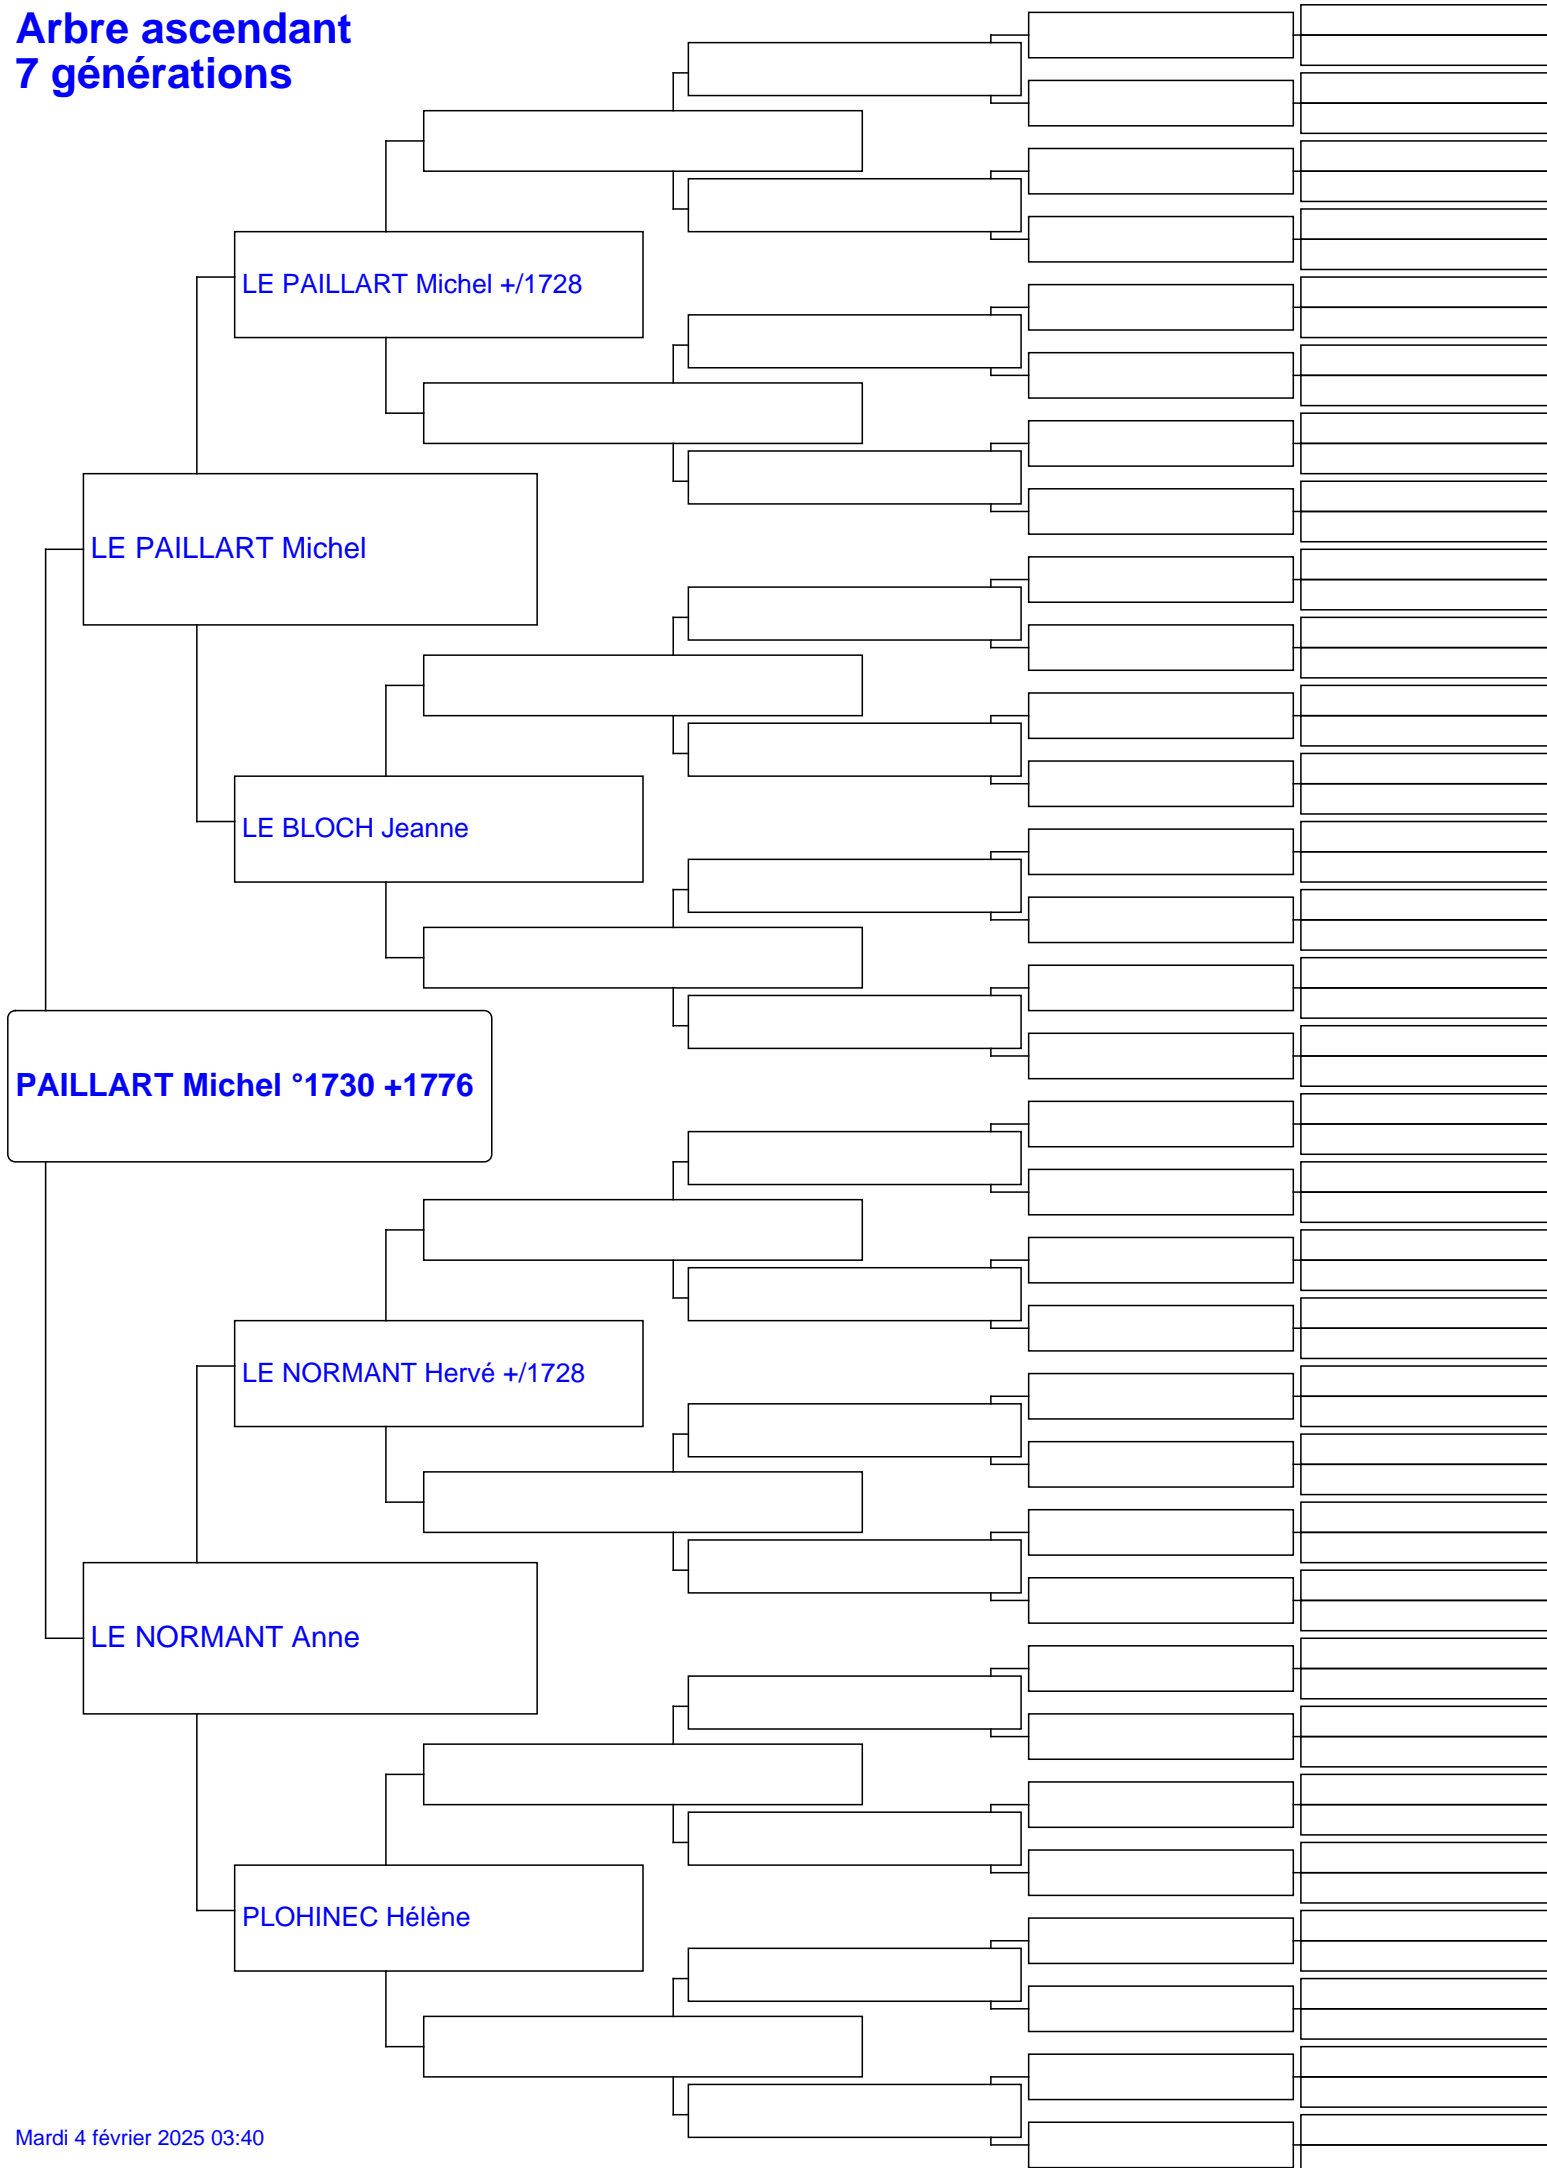 Arbre ascendant
7 générations
LE PAILLART Michel +/1728
LE PAILLART Michel
LE BLOCH Jeanne
PAILLART Michel °1730 +1776
LE NORMANT Hervé +/1728
LE NORMANT Anne
PLOHINEC Hélène
Mardi 4 février 2025 03:40